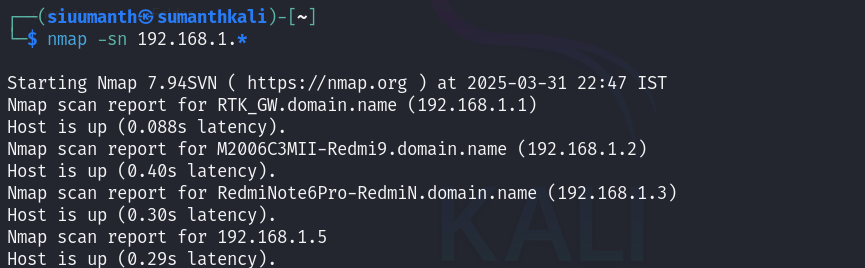 ┌──(siuumanth㉿sumanthkali)-[~]
└─$ nmap -sn 192.168.1.*
Starting Nmap 7.94SVN ( https://nmap.org ) at 2025-03-31 22:47 IST
Nmap scan report for RTK_GW.domain.name (192.168.1.1)
Host is up (0.088s latency).
Nmap scan report for M2006C3MII-Redmi9.domain.name (192.168.1.2)
Host is up (0.40s latency).
Nmap scan report for RedmiNote6Pro-RedmiN.domain.name (192.168.1.3)
Host is up (0.30s latency).
Nmap scan report for 192.168.1.5
Host is up (0.29s latency).
KALI